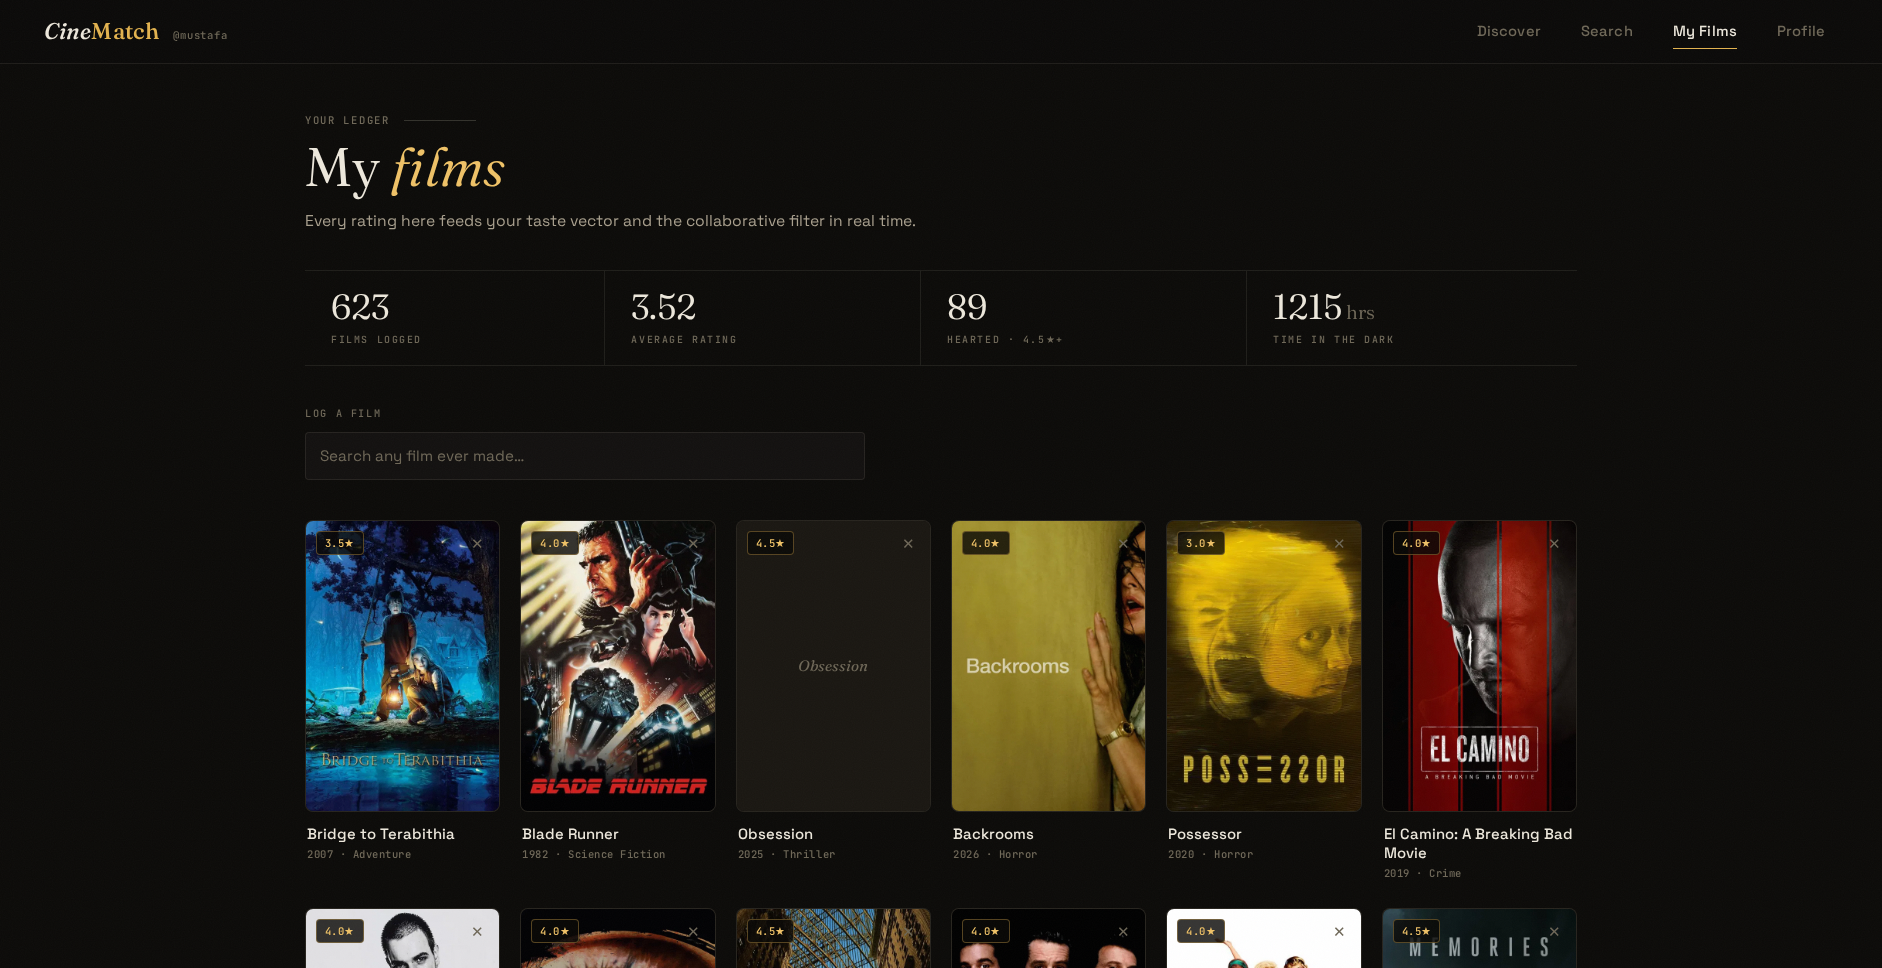 CineMatch @mustafa
Discover Search My Films Profile
YOUR LEDGER
My films
Every rating here feeds your taste vector and the collaborative filter in real time.
623
FILMS LOGGED
3.52
AVERAGE RATING
89
HEARTED · 4.5★+
1215 hrs
TIME IN THE DARK
LOG A FILM
Search any film ever made…
3.5★ ✕
BRIDGE TO TERABITHIA
Bridge to Terabithia
2007 · Adventure
4.0★ ✕
BLADE RUNNER
Blade Runner
1982 · Science Fiction
4.5★ ✕
Obsession
Obsession
2025 · Thriller
4.0★ ✕
Backrooms
Backrooms
2026 · Horror
3.0★ ✕
POSSESSOR
Possessor
2020 · Horror
4.0★ ✕
EL CAMINO
A BREAKING BAD MOVIE
El Camino: A Breaking Bad
Movie
2019 · Crime
4.0★ ✕
4.0★ ✕
4.5★
4.0★ ✕
4.0★ ✕
4.5★ ✕
MEMORIES